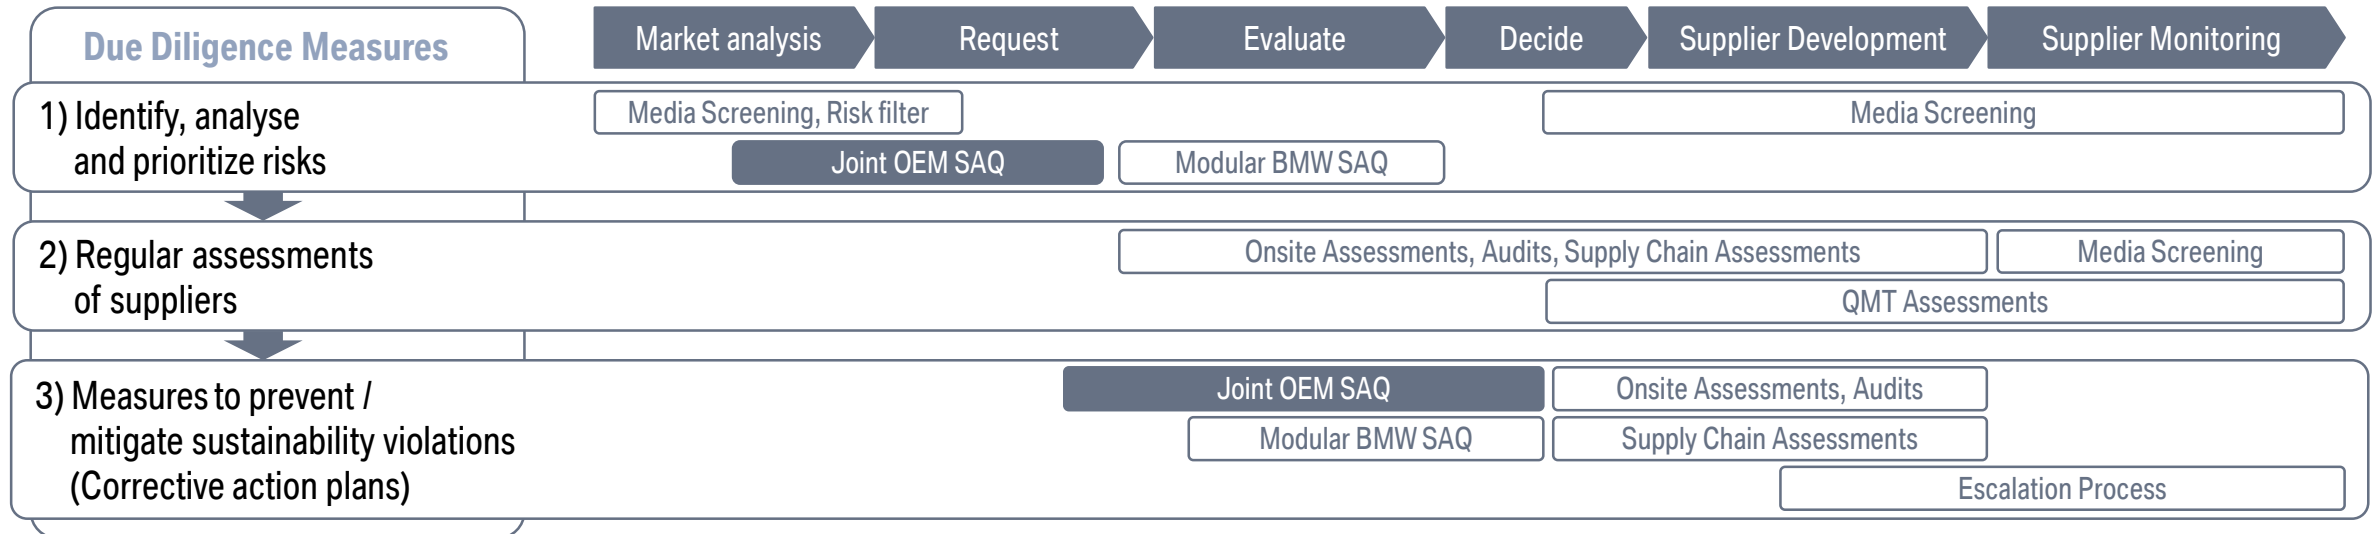 Due Diligence Measures
Market analysis
Request
Evaluate
Decide
Supplier Development
Supplier Monitoring
1) Identify, analyse
and prioritize risks
Media Screening, Risk filter
Media Screening
Joint OEM SAQ
Modular BMW SAQ
2) Regular assessments
of suppliers
Onsite Assessments, Audits, Supply Chain Assessments
Media Screening
QMT Assessments
3) Measures to prevent /
mitigate sustainability violations
(Corrective action plans)
Joint OEM SAQ
Onsite Assessments, Audits
Modular BMW SAQ
Supply Chain Assessments
Escalation Process